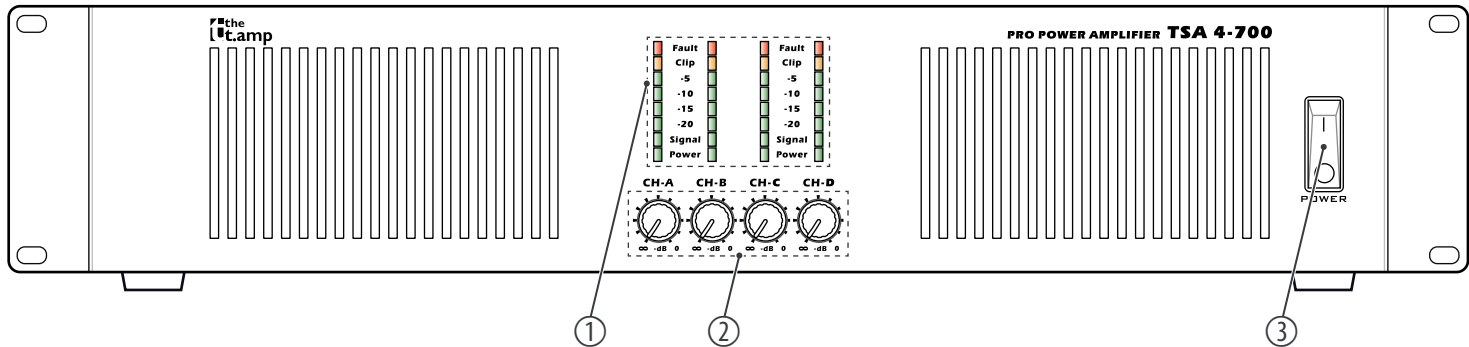 the
t.amp
PRO POWER AMPLIFIER TSA 4-700
Fault Fault
Clip Clip
-5 -5
-10 -10
-15 -15
-20 -20
Signal Signal
Power Power
CH-A CH-B CH-C CH-D
∞ -dB 0 ∞ -dB 0 ∞ -dB 0 ∞ -dB 0
I
POWER
① ② ③